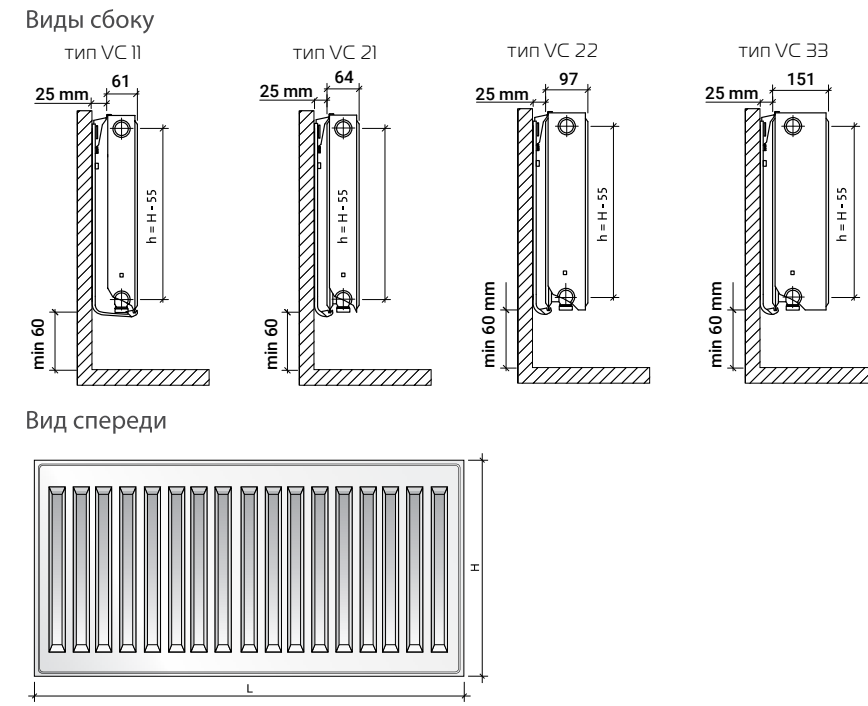 Виды сбоку
тип VC 11
тип VC 21
тип VC 22
тип VC 33
61
25 mm
64
25 mm
97
25 mm
151
25 mm
h = H - 55
h = H - 55
h = H - 55
h = H - 55
min 60
min 60
min 60 mm
min 60 mm
Вид спереди
H
L